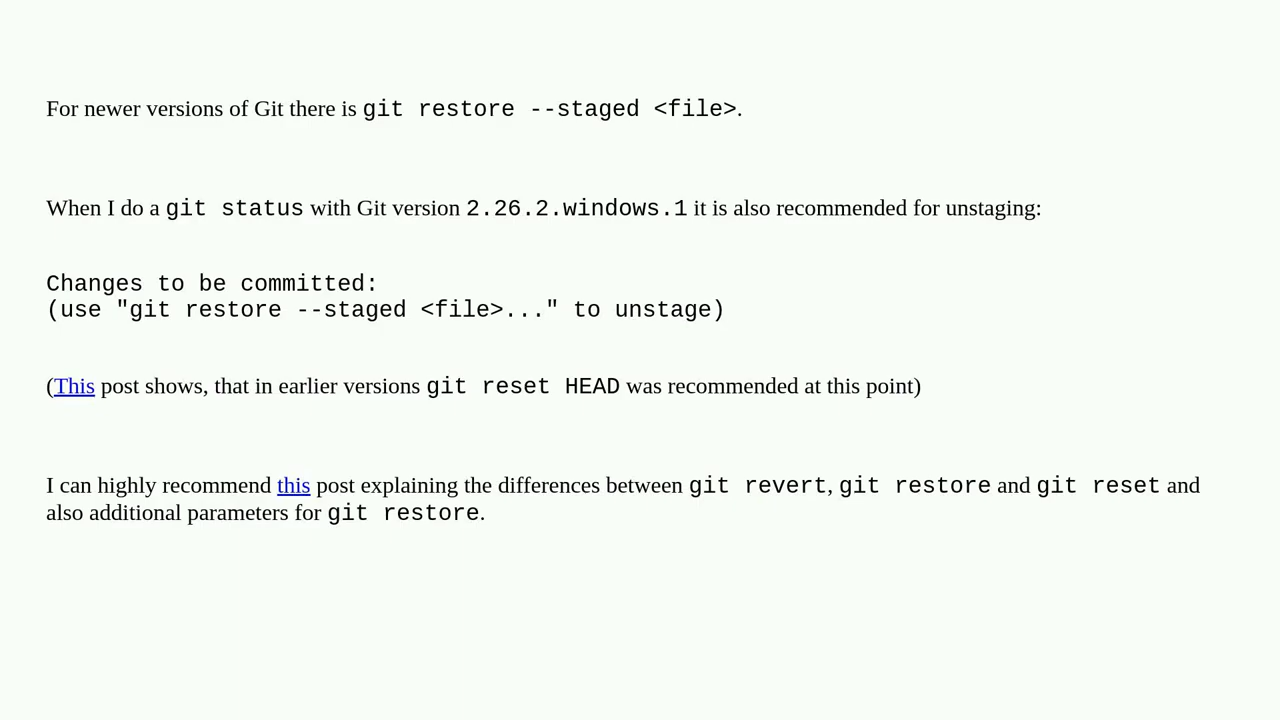 For newer versions of Git there is git restore --staged <file>.
When I do a git status with Git version 2.26.2.windows.1 it is also recommended for unstaging:
Changes to be committed:
(use "git restore --staged <file>..." to unstage)
(This post shows, that in earlier versions git reset HEAD was recommended at this point)
I can highly recommend this post explaining the differences between git revert, git restore and git reset and
also additional parameters for git restore.